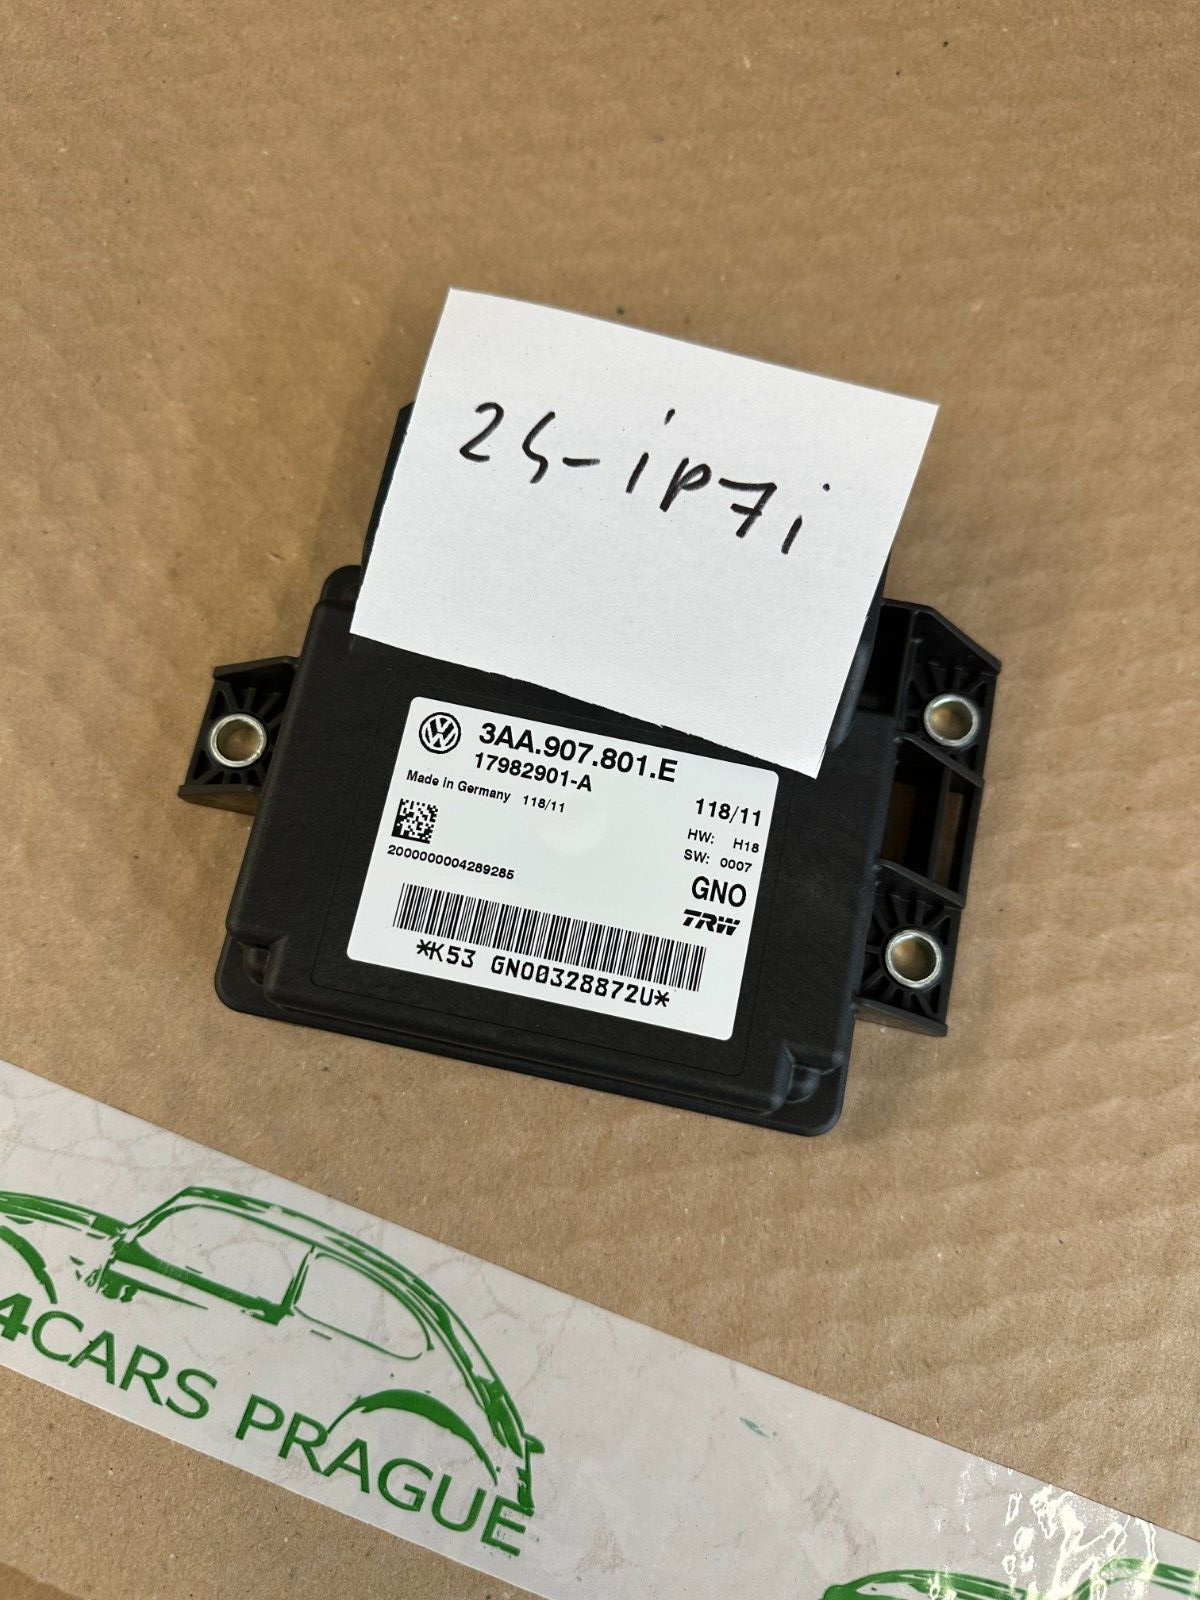 25-ip7i
3AA.907.801.E
17982901-A
Made in Germany 118/11
118/11
HW: H18
SW: 0007
2000000004289285
GNO
TRW
*K53 GNO0328872U*
4CARS PRAGUE